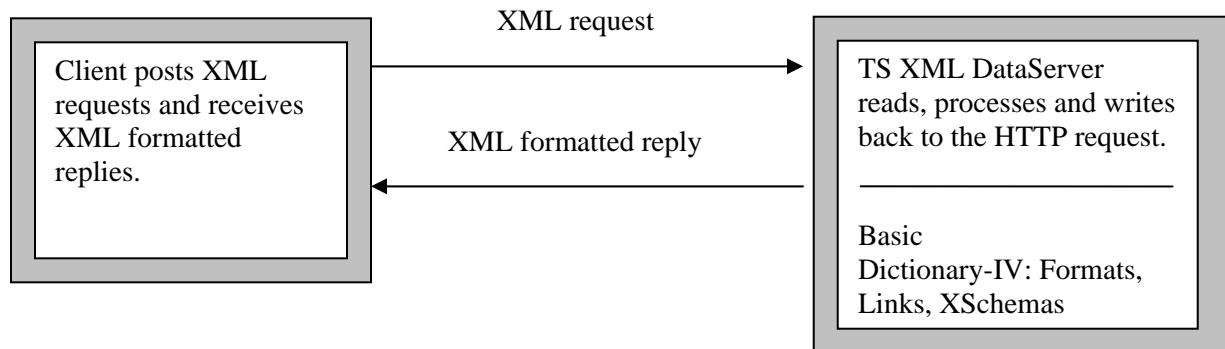 XML request
Client posts XML
requests and receives
XML formatted
replies.
XML formatted reply
TS XML DataServer
reads, processes and writes
back to the HTTP request.
Basic
Dictionary-IV: Formats,
Links, XSchemas